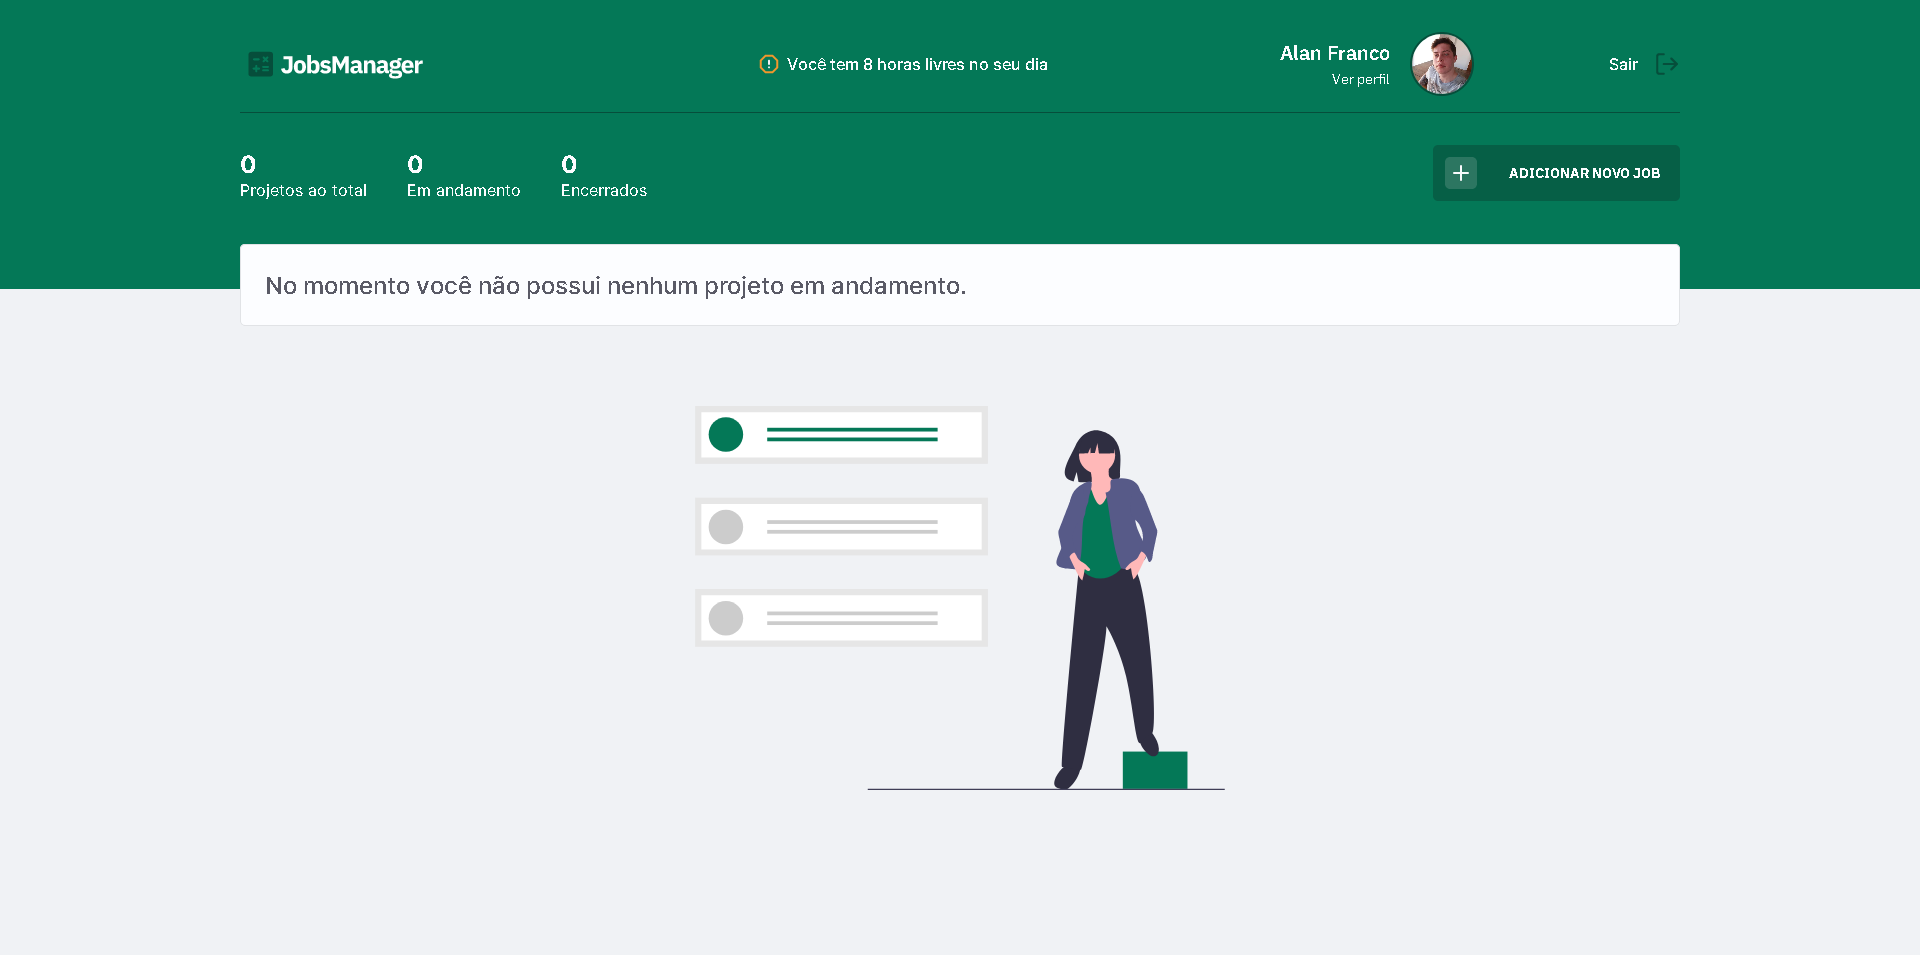 JobsManager
Você tem 8 horas livres no seu dia
Alan Franco
Ver perfil
Sair
0
Projetos ao total
0
Em andamento
0
Encerrados
ADICIONAR NOVO JOB
No momento você não possui nenhum projeto em andamento.